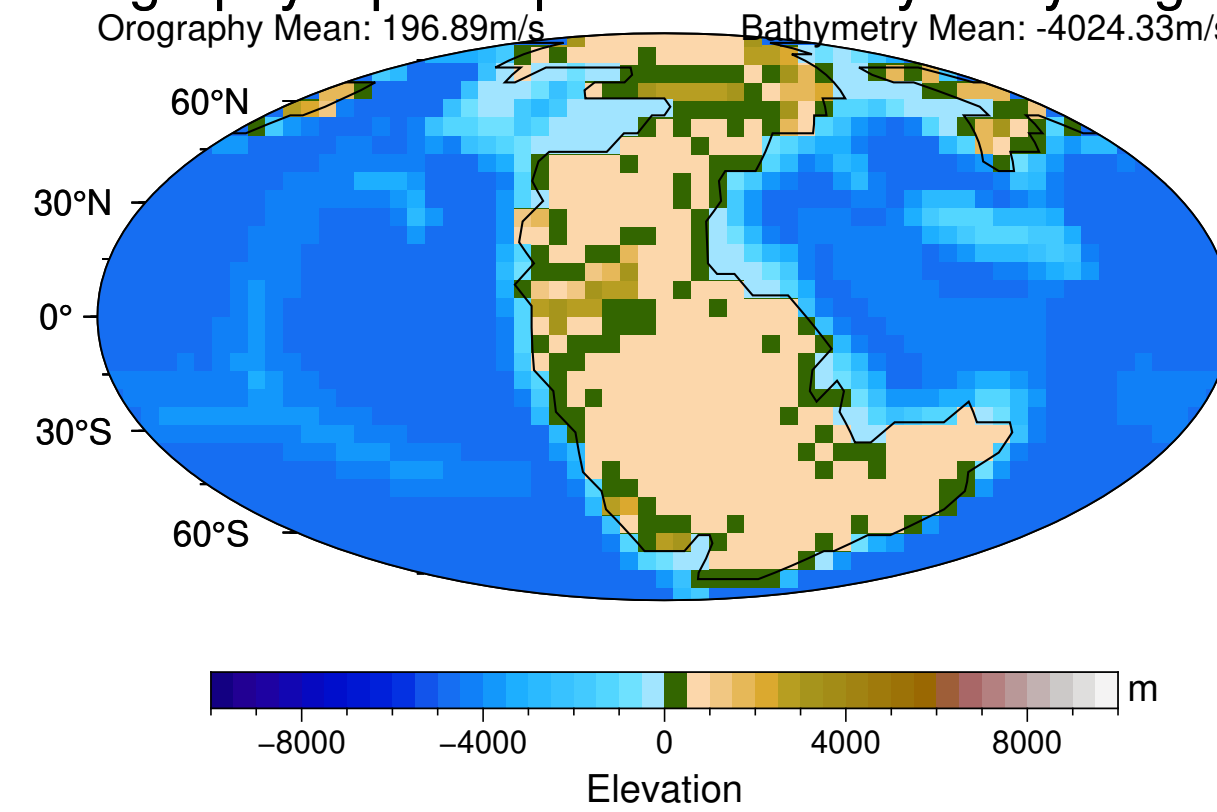 Orography Mean: 196.89m/s Bathymetry Mean: -4024.33m/s
60°N
30°N
0°
30°S
60°S
m
−8000 −4000 0 4000 8000
Elevation